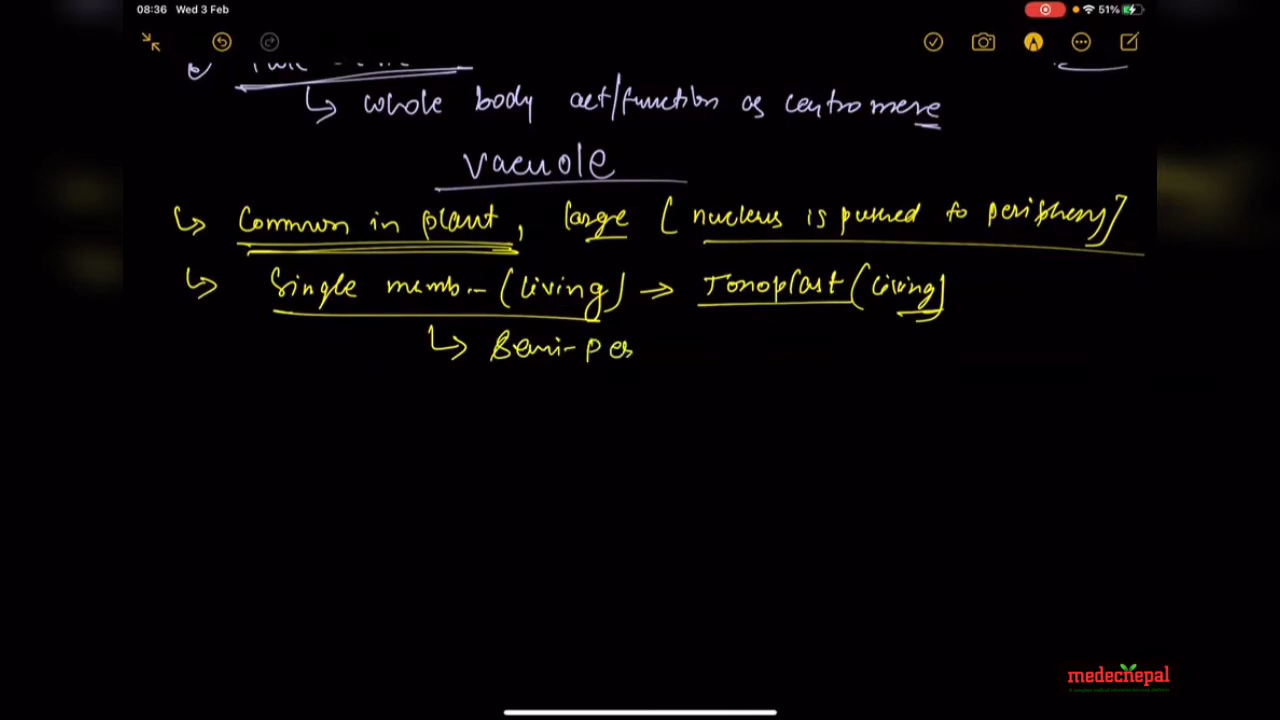 08:36 Wed 3 Feb
51%
↳ whole body act/function as centromere
Vacuole
↳ Common in plant, large [nucleus is pushed to periphery]
↳ Single memb.- (living) → Tonoplast (living)
↳ Semi-pes
medecnepal